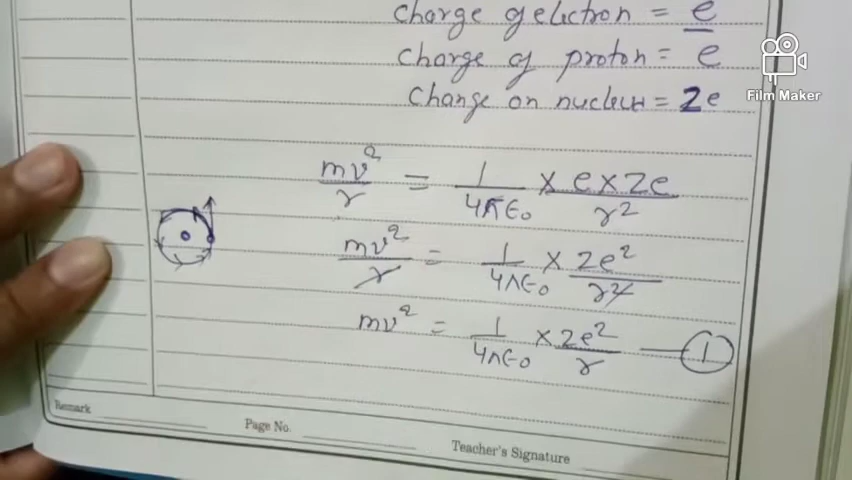 charge of electron = e
charge of proton = e
Film Maker
Charge on nucleus = Ze
mv²/r = 1/4πε₀ × e × Ze/r²
mv²/r = 1/4πε₀ × Ze²/r²
mv² = 1/4πε₀ × Ze²/r — ①
Remark
Page No.
Teacher's Signature